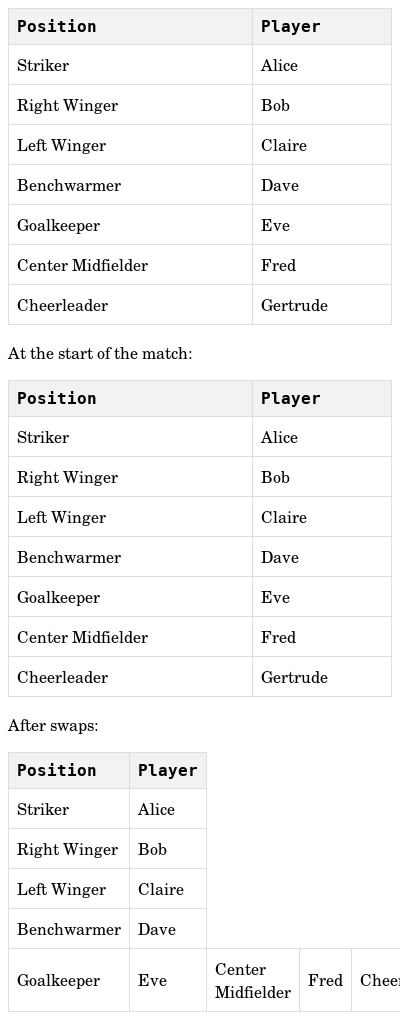 Position Player
Striker Alice
Right Winger Bob
Left Winger Claire
Benchwarmer Dave
Goalkeeper Eve
Center Midfielder Fred
Cheerleader Gertrude
At the start of the match:
Position Player
Striker Alice
Right Winger Bob
Left Winger Claire
Benchwarmer Dave
Goalkeeper Eve
Center Midfielder Fred
Cheerleader Gertrude
After swaps:
Position Player
Striker Alice
Right Winger Bob
Left Winger Claire
Benchwarmer Dave
Goalkeeper Eve Center Midfielder Fred